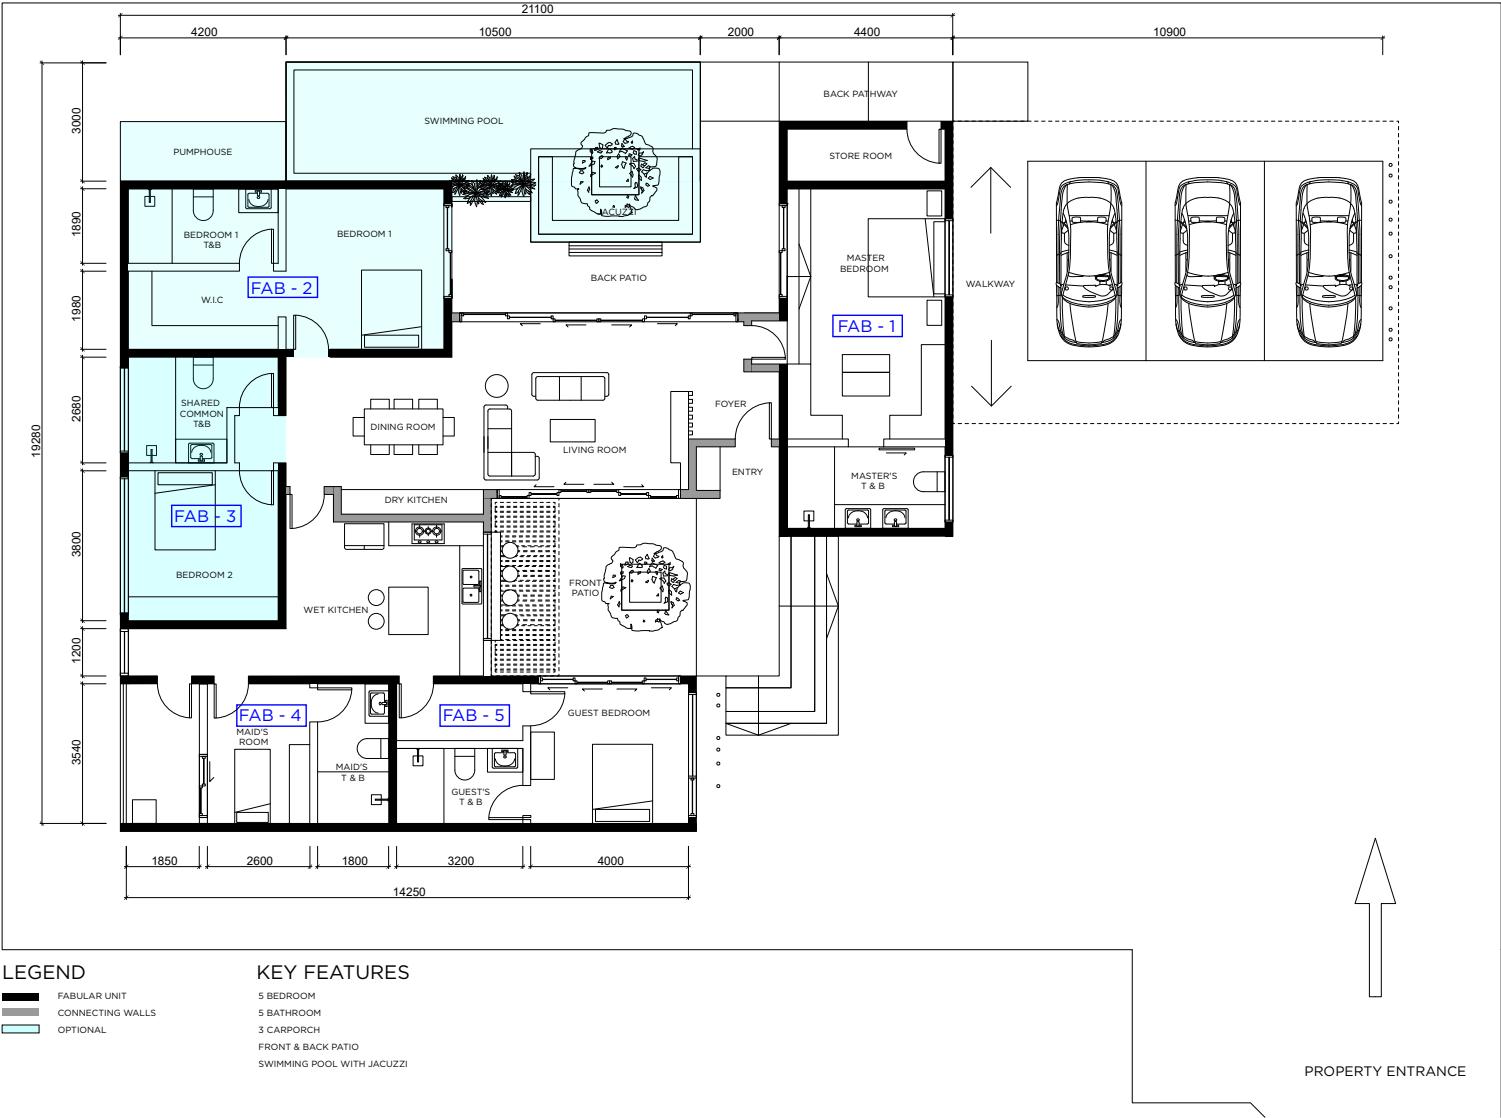 21100
4200
10500
2000
4400
10900
BACK PATHWAY
SWIMMING POOL
3000
PUMPHOUSE
STORE ROOM
JACUZZI
1890
BEDROOM 1
T&B
BEDROOM 1
MASTER
BEDROOM
BACK PATIO
WALKWAY
FAB - 2
W.I.C
1980
FAB - 1
SHARED
COMMON
T&B
2680
FOYER
DINING ROOM
LIVING ROOM
19280
ENTRY
MASTER'S
T & B
DRY KITCHEN
FAB - 3
3800
BEDROOM 2
FRONT
PATIO
WET KITCHEN
1200
FAB - 4
FAB - 5
GUEST BEDROOM
MAID'S
ROOM
3540
MAID'S
T & B
GUEST'S
T & B
1850
2600
1800
3200
4000
14250
LEGEND
FABULAR UNIT
CONNECTING WALLS
OPTIONAL
KEY FEATURES
5 BEDROOM
5 BATHROOM
3 CARPORCH
FRONT & BACK PATIO
SWIMMING POOL WITH JACUZZI
PROPERTY ENTRANCE